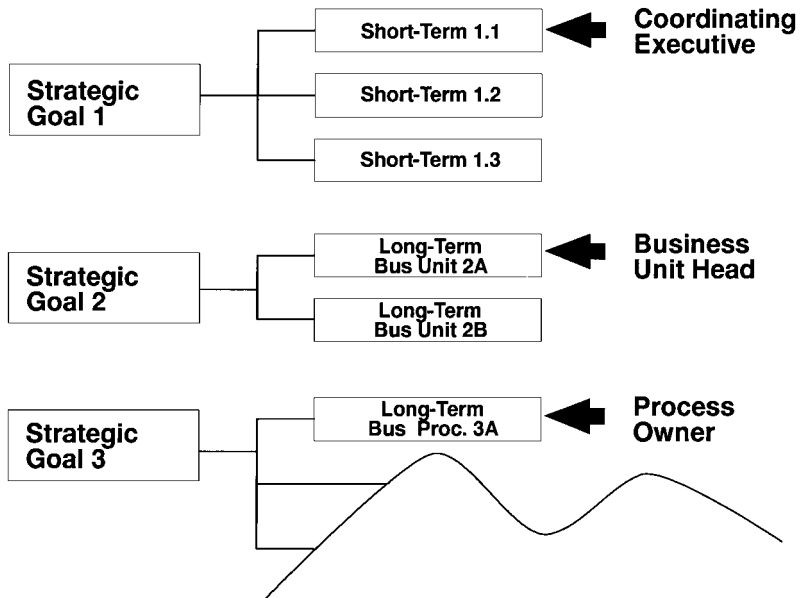 Strategic
Goal 1
Short-Term 1.1
Short-Term 1.2
Short-Term 1.3
Coordinating
Executive
Strategic
Goal 2
Long-Term
Bus Unit 2A
Long-Term
Bus Unit 2B
Business
Unit Head
Strategic
Goal 3
Long-Term
Bus Proc. 3A
Process
Owner